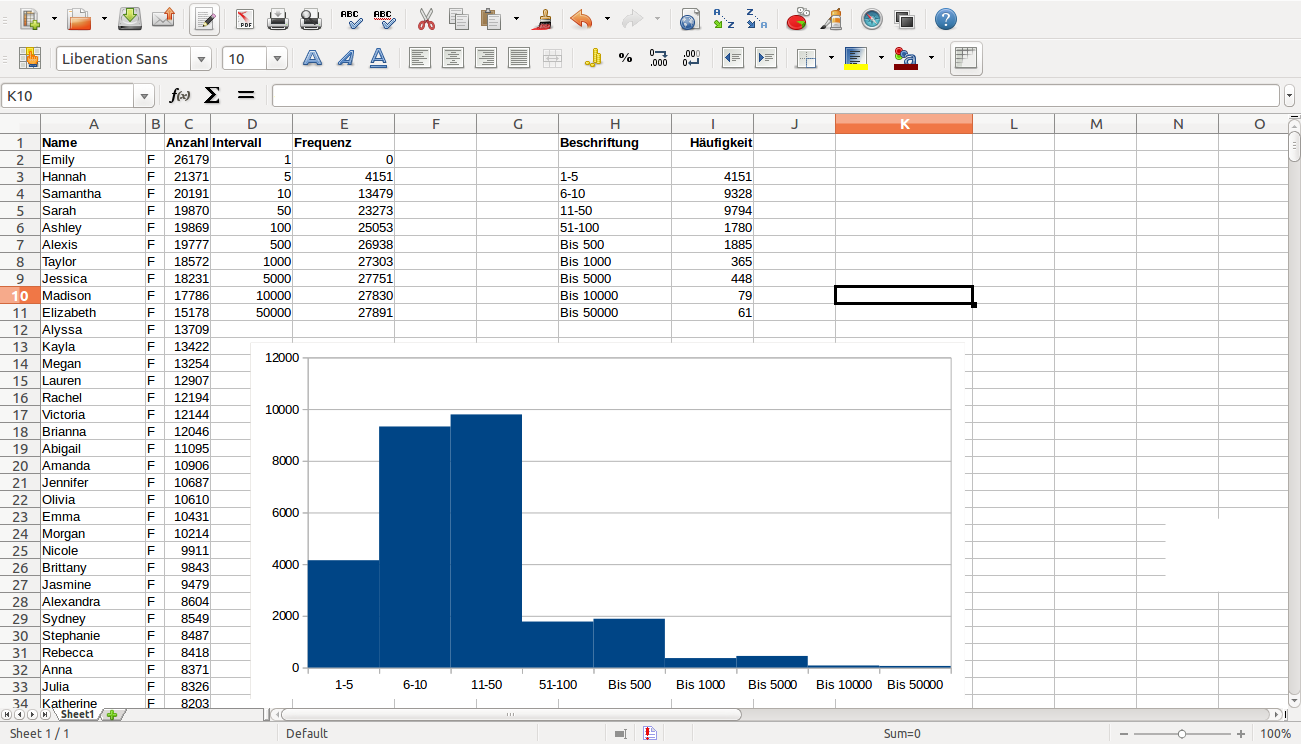 Liberation Sans 10
K10
A B C D E F G H I J K L M N O
1 Name Anzahl Intervall Frequenz Beschriftung Häufigkeit
2 Emily F 26179 1 0
3 Hannah F 21371 5 4151 1-5 4151
4 Samantha F 20191 10 13479 6-10 9328
5 Sarah F 19870 50 23273 11-50 9794
6 Ashley F 19869 100 25053 51-100 1780
7 Alexis F 19777 500 26938 Bis 500 1885
8 Taylor F 18572 1000 27303 Bis 1000 365
9 Jessica F 18231 5000 27751 Bis 5000 448
10 Madison F 17786 10000 27830 Bis 10000 79
11 Elizabeth F 15178 50000 27891 Bis 50000 61
12 Alyssa F 13709
13 Kayla F 13422
14 Megan F 13254
15 Lauren F 12907
16 Rachel F 12194
17 Victoria F 12144
18 Brianna F 12046
19 Abigail F 11095
20 Amanda F 10906
21 Jennifer F 10687
22 Olivia F 10610
23 Emma F 10431
24 Morgan F 10214
25 Nicole F 9911
26 Brittany F 9843
27 Jasmine F 9479
28 Alexandra F 8604
29 Sydney F 8549
30 Stephanie F 8487
31 Rebecca F 8418
32 Anna F 8371
33 Julia F 8326
34 Katherine F 8203
12000
10000
8000
6000
4000
2000
0
1-5 6-10 11-50 51-100 Bis 500 Bis 1000 Bis 5000 Bis 10000 Bis 50000
Sheet1
Sheet 1 / 1 Default Sum=0 100%